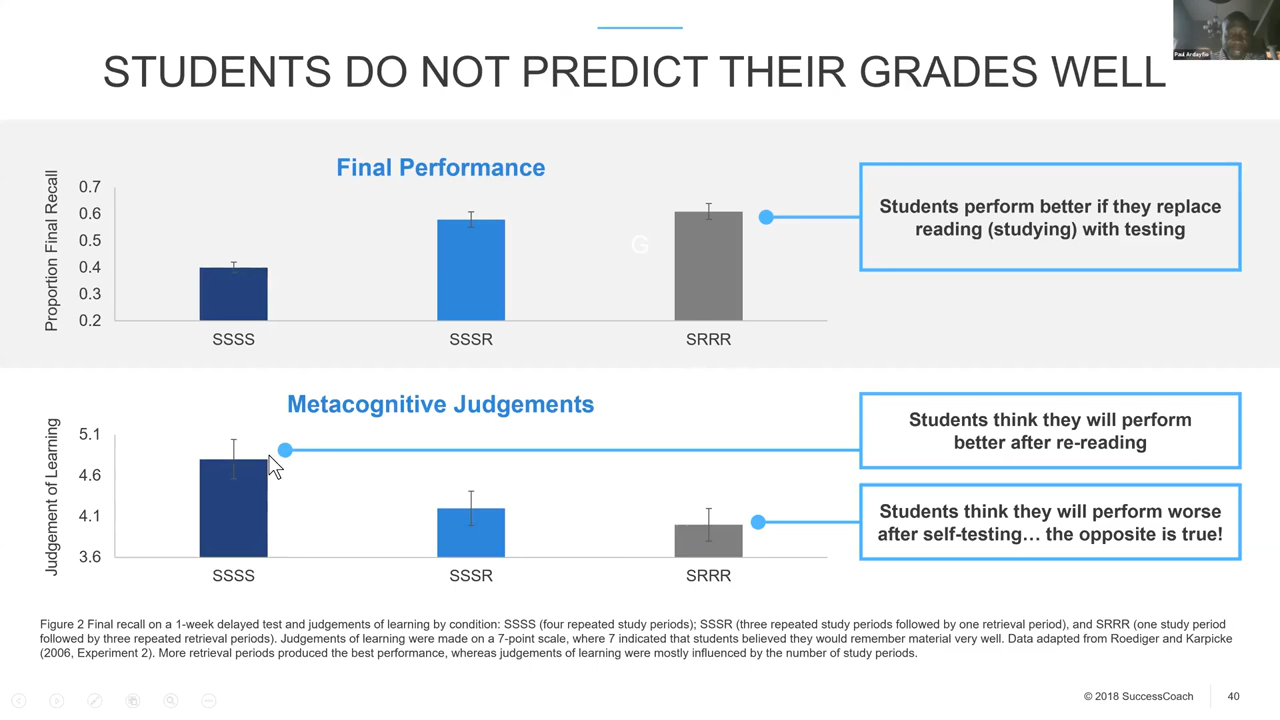 Paul Ardayfio
STUDENTS DO NOT PREDICT THEIR GRADES WELL
Final Performance
Proportion Final Recall
0.7
0.6
0.5
0.4
0.3
0.2
SSSS
SSSR
SRRR
G
Students perform better if they replace
reading (studying) with testing
Metacognitive Judgements
Judgement of Learning
5.1
4.6
4.1
3.6
SSSS
SSSR
SRRR
Students think they will perform
better after re-reading
Students think they will perform worse
after self-testing... the opposite is true!
Figure 2 Final recall on a 1-week delayed test and judgements of learning by condition: SSSS (four repeated study periods); SSSR (three repeated study periods followed by one retrieval period), and SRRR (one study period
followed by three repeated retrieval periods). Judgements of learning were made on a 7-point scale, where 7 indicated that students believed they would remember material very well. Data adapted from Roediger and Karpicke
(2006, Experiment 2). More retrieval periods produced the best performance, whereas judgements of learning were mostly influenced by the number of study periods.
© 2018 SuccessCoach
40